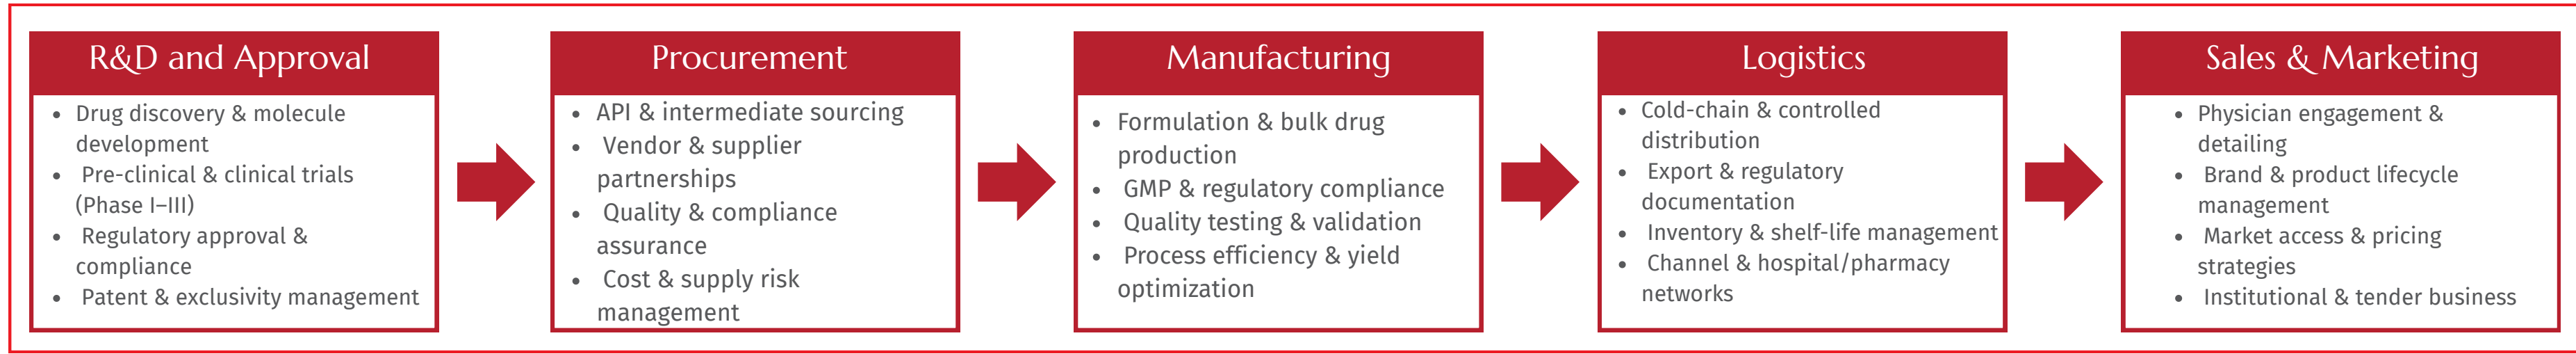 R&D and Approval
• Drug discovery & molecule
development
• Pre-clinical & clinical trials
(Phase I–III)
• Regulatory approval &
compliance
• Patent & exclusivity management
Procurement
• API & intermediate sourcing
• Vendor & supplier
partnerships
• Quality & compliance
assurance
• Cost & supply risk
management
Manufacturing
• Formulation & bulk drug
production
• GMP & regulatory compliance
• Quality testing & validation
• Process efficiency & yield
optimization
Logistics
• Cold-chain & controlled
distribution
• Export & regulatory
documentation
• Inventory & shelf-life management
• Channel & hospital/pharmacy
networks
Sales & Marketing
• Physician engagement &
detailing
• Brand & product lifecycle
management
• Market access & pricing
strategies
• Institutional & tender business